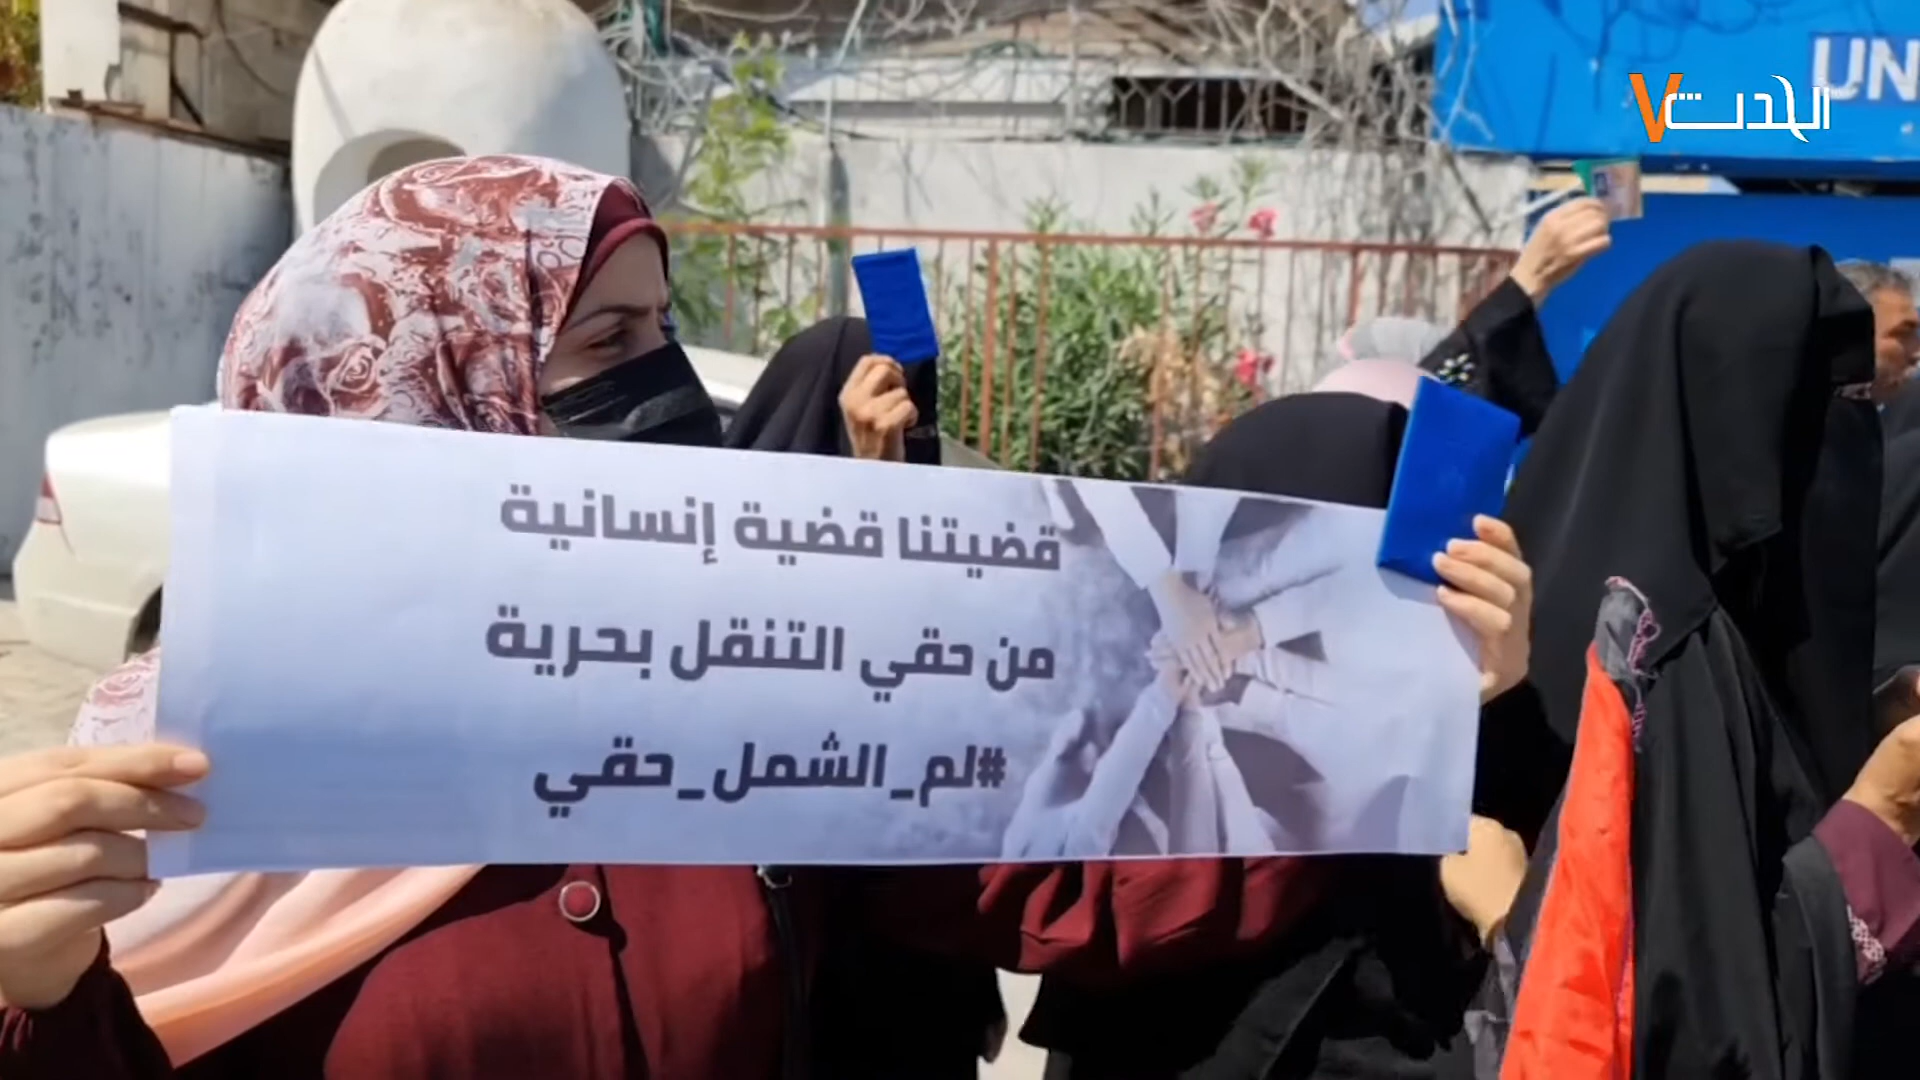 UN
الحدث
قضيتنا قضية إنسانية
من حقي التنقل بحرية
#لم_الشمل_حقي